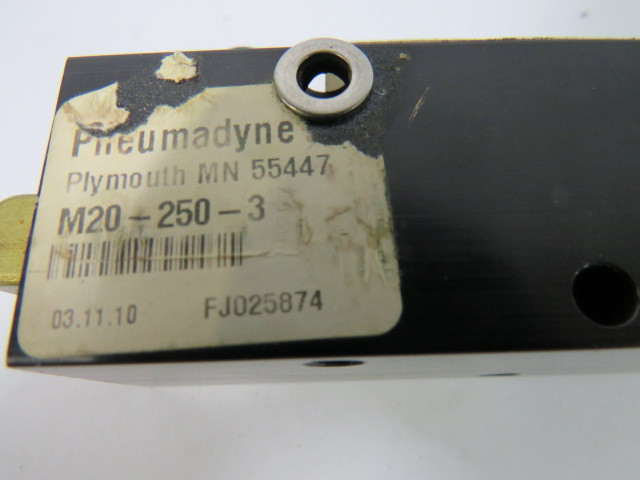 Pneumadyne
Plymouth MN 55447
M20-250-3
03.11.10 FJ025874